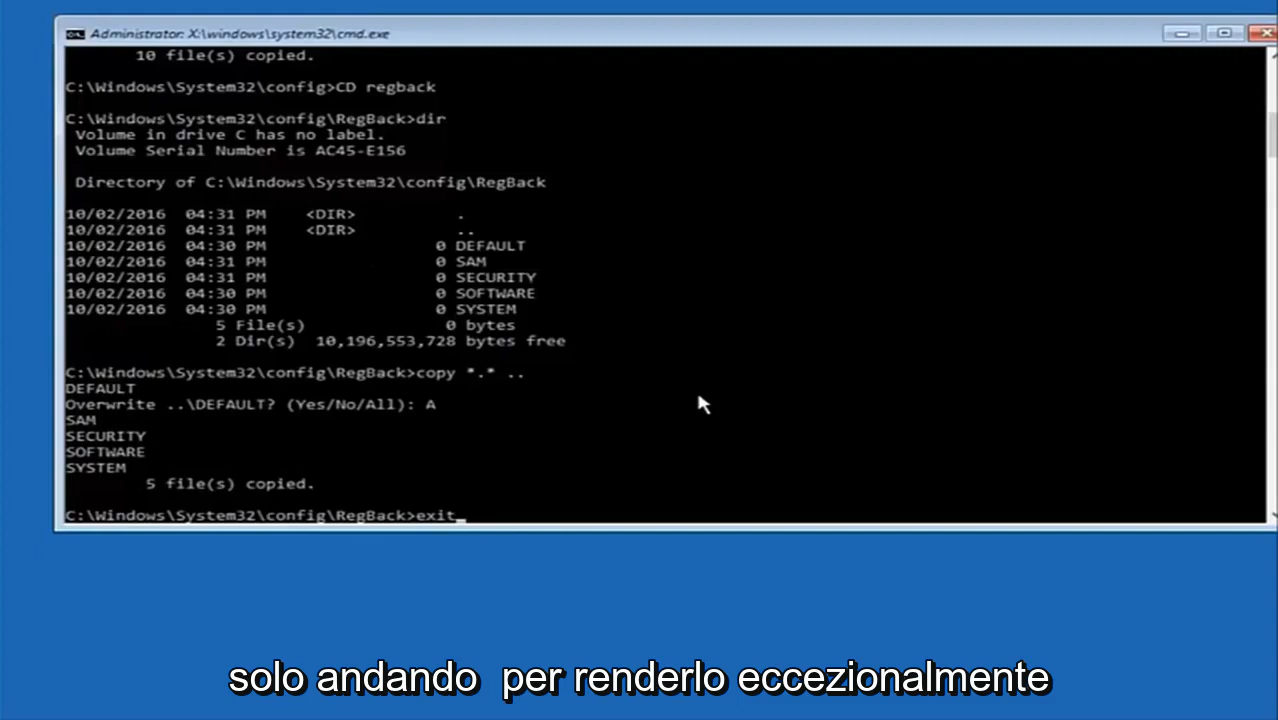 Administrator: X:\windows\system32\cmd.exe
10 file(s) copied.
C:\Windows\System32\config>CD regback
C:\Windows\System32\config\RegBack>dir
Volume in drive C has no label.
Volume Serial Number is AC45-E156
Directory of C:\Windows\System32\config\RegBack
10/02/2016 04:31 PM <DIR> .
10/02/2016 04:31 PM <DIR> ..
10/02/2016 04:30 PM 0 DEFAULT
10/02/2016 04:31 PM 0 SAM
10/02/2016 04:31 PM 0 SECURITY
10/02/2016 04:30 PM 0 SOFTWARE
10/02/2016 04:30 PM 0 SYSTEM
5 File(s) 0 bytes
2 Dir(s) 10,196,553,728 bytes free
C:\Windows\System32\config\RegBack>copy *.* ..
DEFAULT
Overwrite ..\DEFAULT? (Yes/No/All): A
SAM
SECURITY
SOFTWARE
SYSTEM
5 file(s) copied.
C:\Windows\System32\config\RegBack>exit_
solo andando per renderlo eccezionalmente